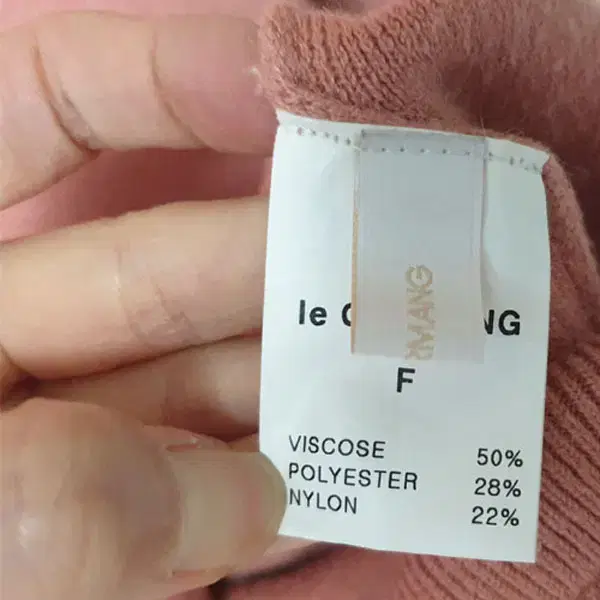 le
F
VISCOSE 50%
POLYESTER 28%
NYLON 22%